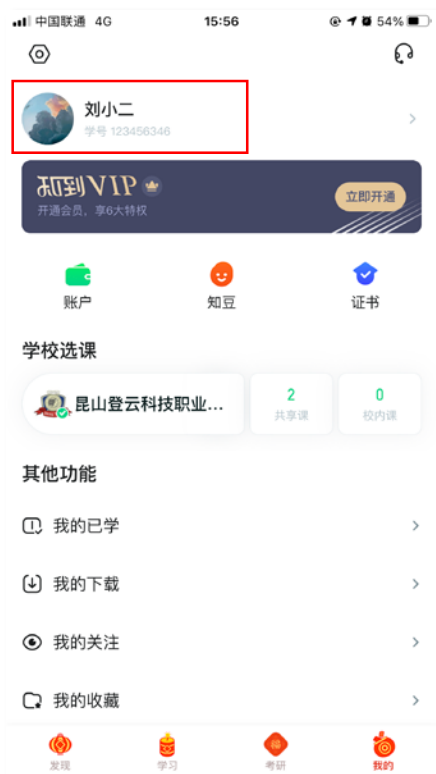 中国联通 4G 15:56 54%
刘小二
学号 123456346
知到VIP
开通会员，享6大特权
立即开通
账户 知豆 证书
学校选课
昆山登云科技职业... 2 0
共享课 校内课
其他功能
我的已学
我的下载
我的关注
我的收藏
福
发现 学习 考研 我的